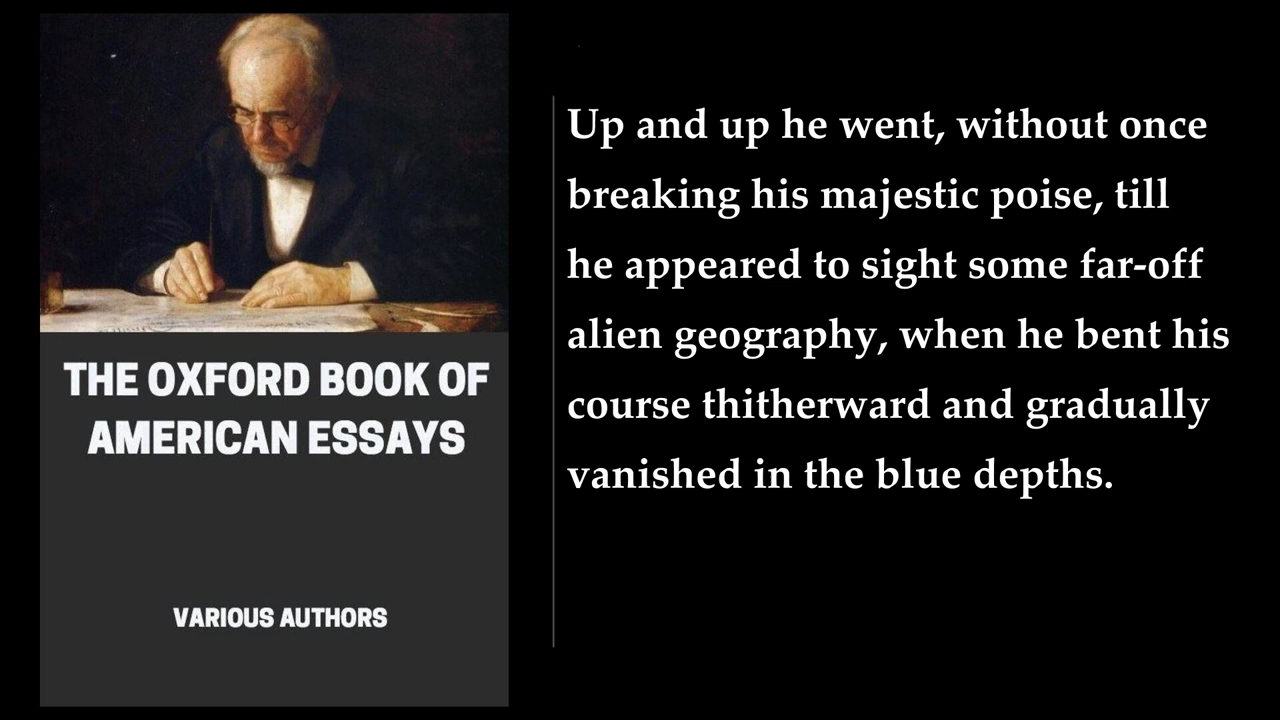 THE OXFORD BOOK OF
AMERICAN ESSAYS
VARIOUS AUTHORS
Up and up he went, without once
breaking his majestic poise, till
he appeared to sight some far-off
alien geography, when he bent his
course thitherward and gradually
vanished in the blue depths.